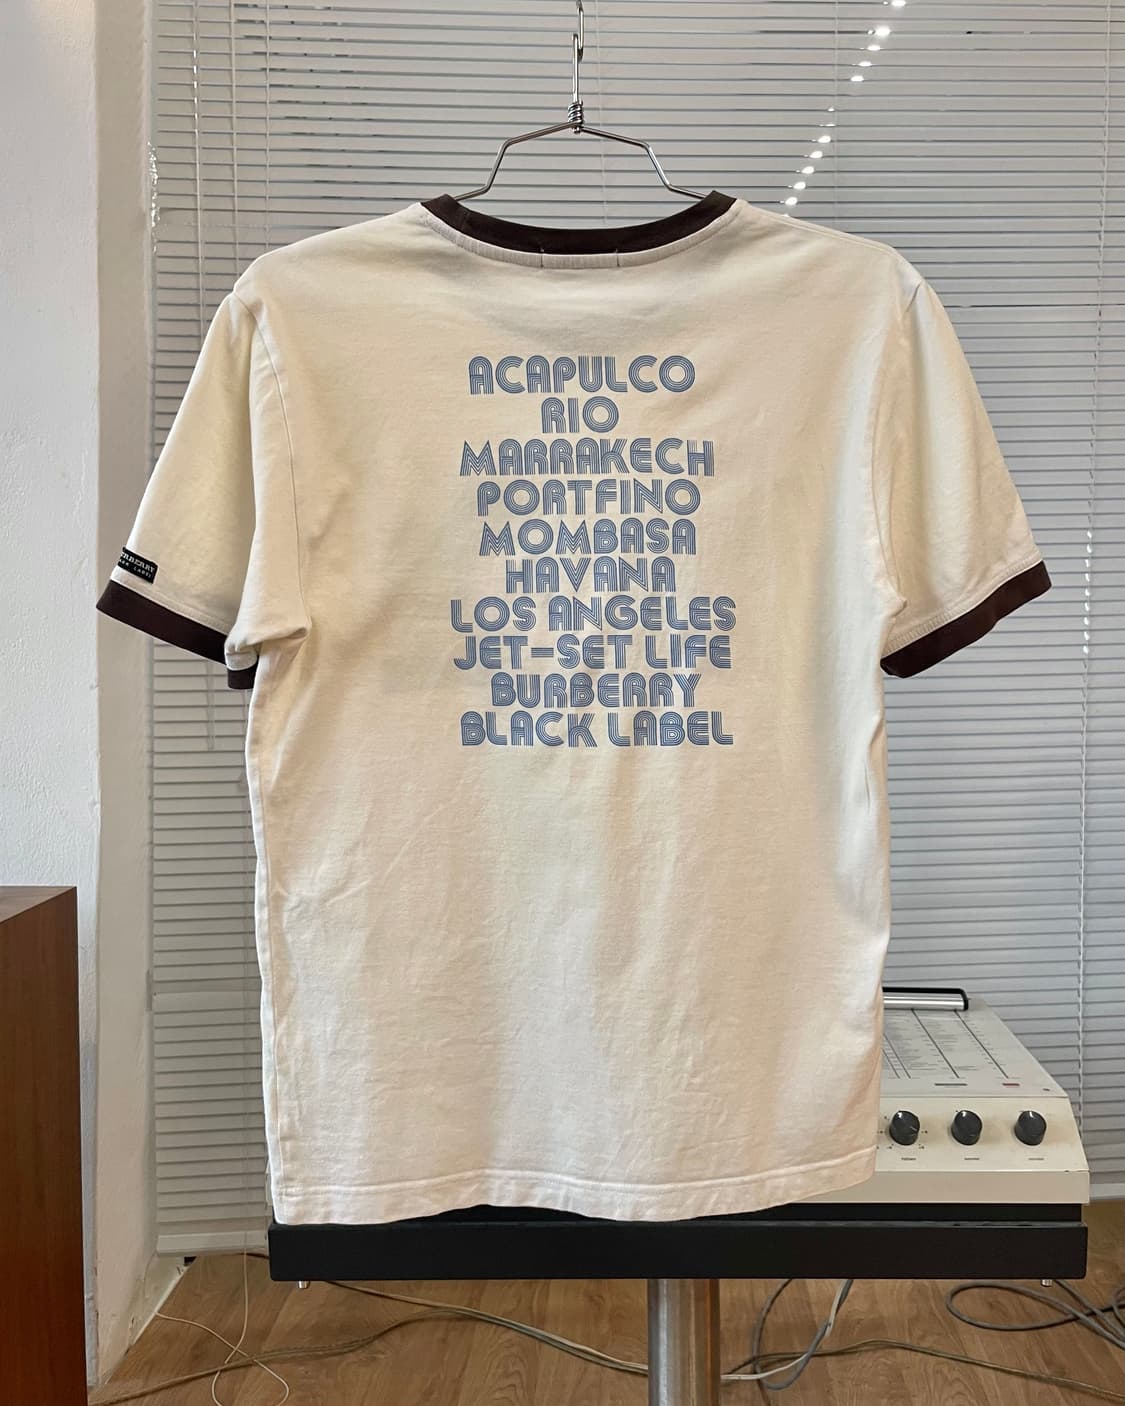 ACAPULCO
RIO
MARRAKECH
PORTFINO
MOMBASA
HAVANA
LOS ANGELES
JET-SET LIFE
BURBERRY
BLACK LABEL